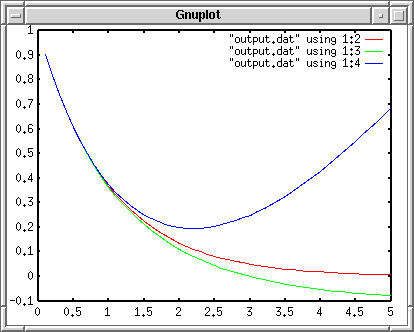 Gnuplot
1
"output.dat" using 1:2
"output.dat" using 1:3
"output.dat" using 1:4
0.9
0.8
0.7
0.6
0.5
0.4
0.3
0.2
0.1
0
-0.1
0 0.5 1 1.5 2 2.5 3 3.5 4 4.5 5